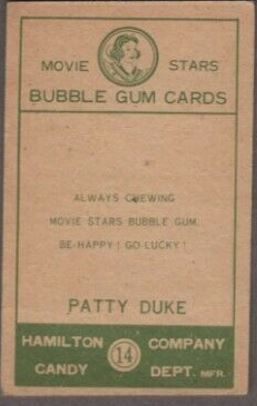 MOVIE STARS
BUBBLE GUM CARDS
ALWAYS CHEWING
MOVIE STARS BUBBLE GUM.
BE-HAPPY! GO-LUCKY!
PATTY DUKE
HAMILTON 14 COMPANY
CANDY DEPT. MFR.